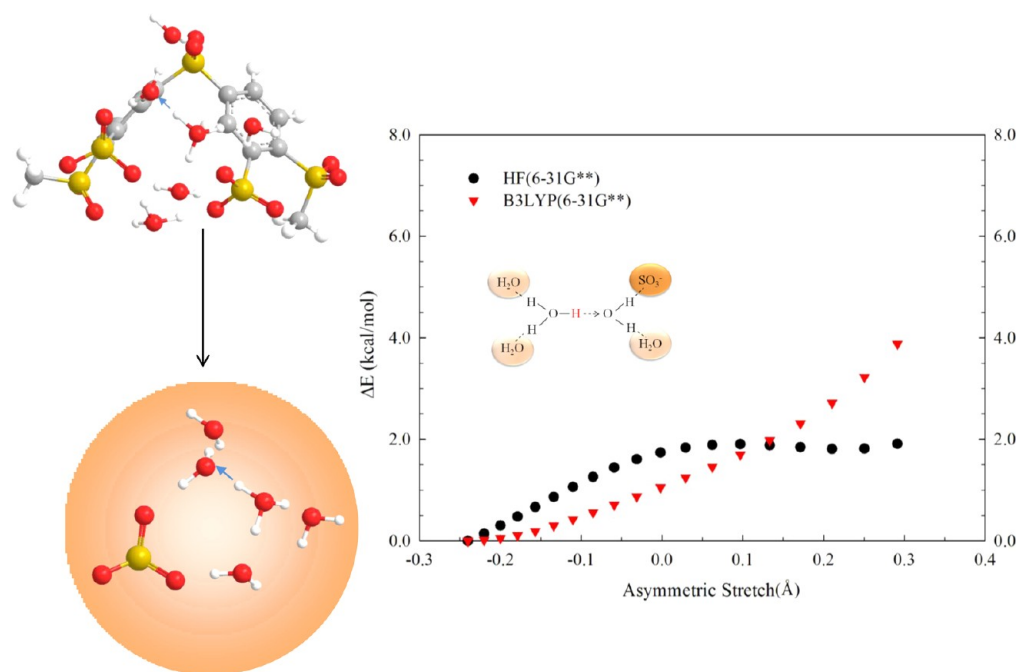 8.0
6.0
4.0
2.0
0.0
8.0
6.0
4.0
2.0
0.0
ΔE (kcal/mol)
HF(6-31G**)
B3LYP(6-31G**)
H₂O
SO₃⁻
H
H
O
H
O
H
H
H₂O
H₂O
-0.3
-0.2
-0.1
0.0
0.1
0.2
0.3
0.4
Asymmetric Stretch(Å)